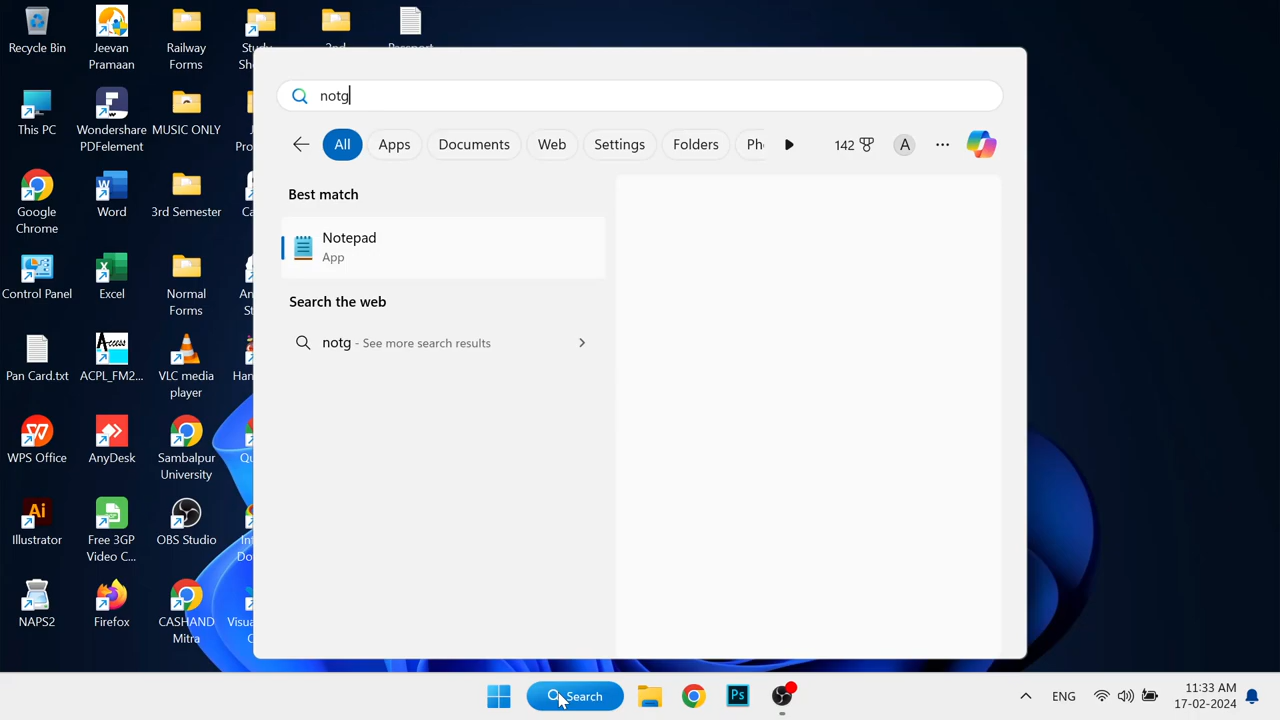 Recycle Bin
Jeevan Pramaan
Railway Forms
This PC
Wondershare PDFelement
MUSIC ONLY
Google Chrome
Word
3rd Semester
Control Panel
Excel
Normal Forms
Pan Card.txt
ACPL_FM2...
VLC media player
WPS Office
AnyDesk
Sambalpur University
Illustrator
Free 3GP Video C...
OBS Studio
NAPS2
Firefox
CASHAND Mitra
notg
All
Apps
Documents
Web
Settings
Folders
142
A
Best match
Notepad
App
Search the web
notg - See more search results
Search
Ps
ENG
11:33 AM
17-02-2024